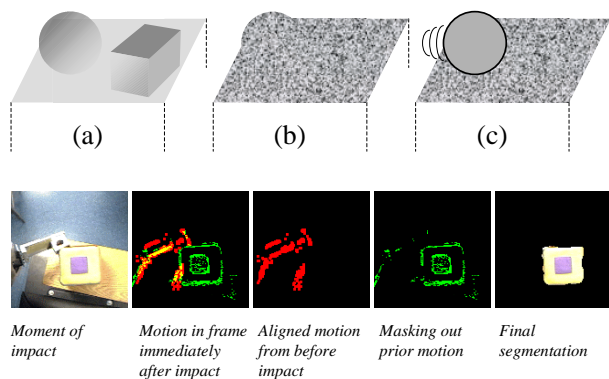 (a) (b) (c)
Moment of impact
Motion in frame immediately after impact
Aligned motion from before impact
Masking out prior motion
Final segmentation